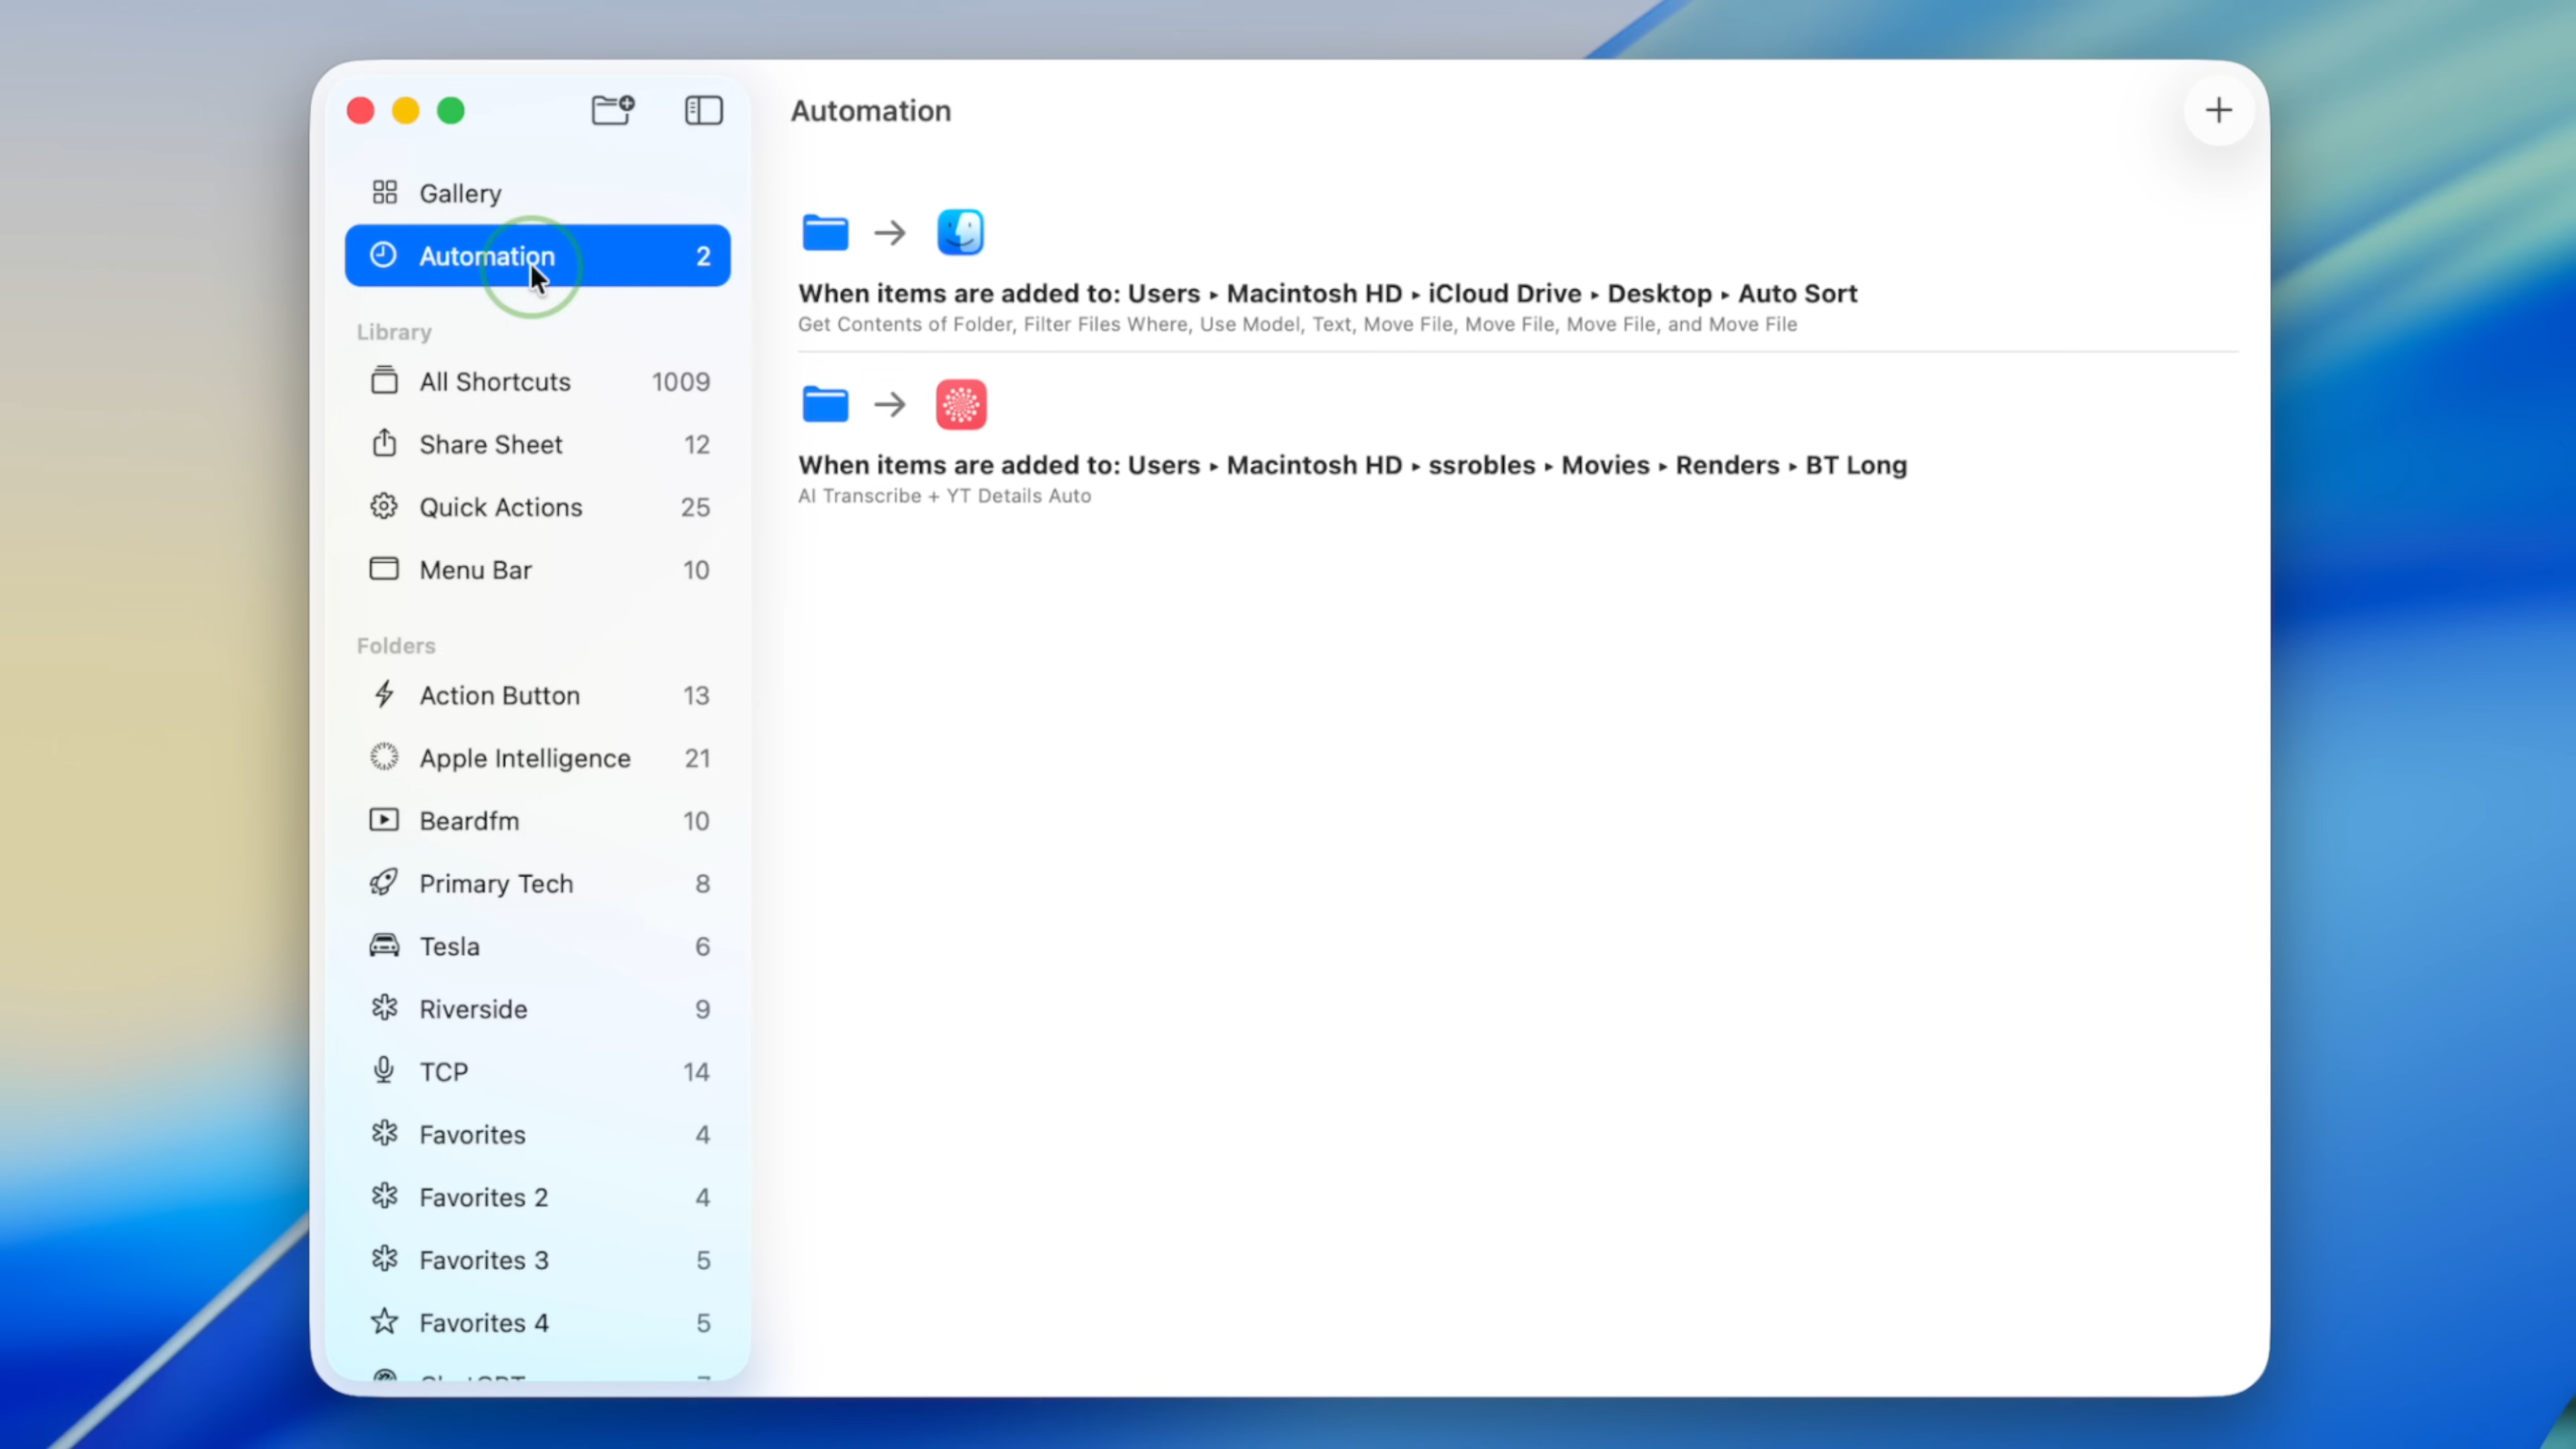 Automation
Gallery
Automation 2
Library
All Shortcuts 1009
Share Sheet 12
Quick Actions 25
Menu Bar 10
Folders
Action Button 13
Apple Intelligence 21
Beardfm 10
Primary Tech 8
Tesla 6
Riverside 9
TCP 14
Favorites 4
Favorites 2 4
Favorites 3 5
Favorites 4 5
When items are added to: Users ▸ Macintosh HD ▸ iCloud Drive ▸ Desktop ▸ Auto Sort
Get Contents of Folder, Filter Files Where, Use Model, Text, Move File, Move File, Move File, and Move File
When items are added to: Users ▸ Macintosh HD ▸ ssrobles ▸ Movies ▸ Renders ▸ BT Long
AI Transcribe + YT Details Auto